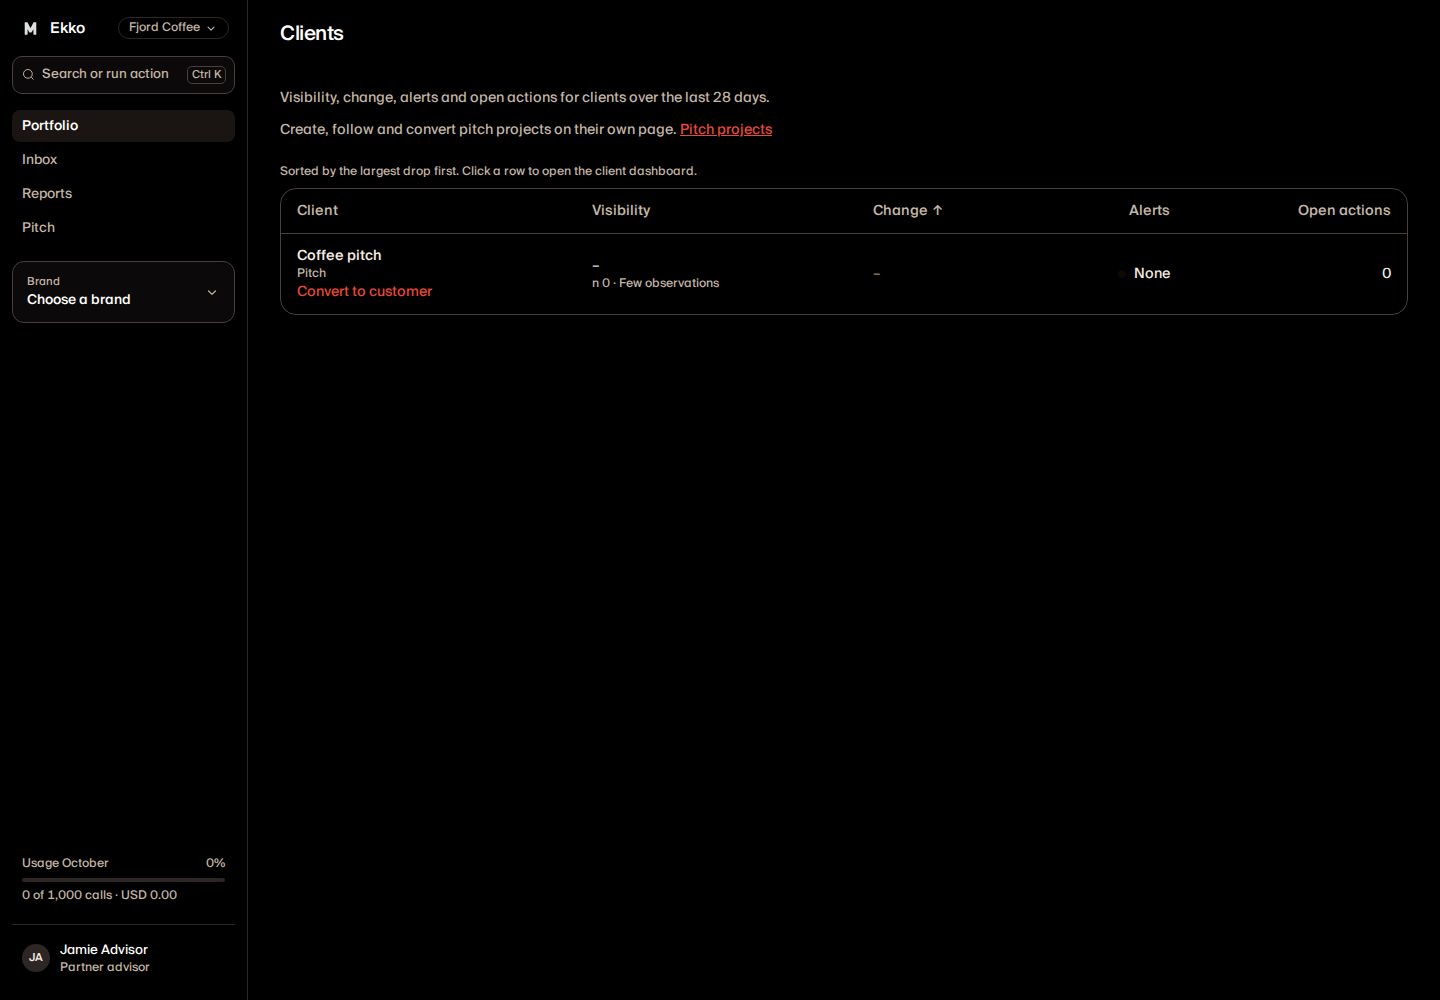 Ekko
Fjord Coffee
Search or run action
Ctrl K
Portfolio
Inbox
Reports
Pitch
Brand
Choose a brand
Usage October
0%
0 of 1,000 calls · USD 0.00
JA
Jamie Advisor
Partner advisor
Clients
Visibility, change, alerts and open actions for clients over the last 28 days.
Create, follow and convert pitch projects on their own page. Pitch projects
Sorted by the largest drop first. Click a row to open the client dashboard.
Client Visibility Change ↑ Alerts Open actions
Coffee pitch
Pitch
Convert to customer
–
n 0 · Few observations
–
None
0